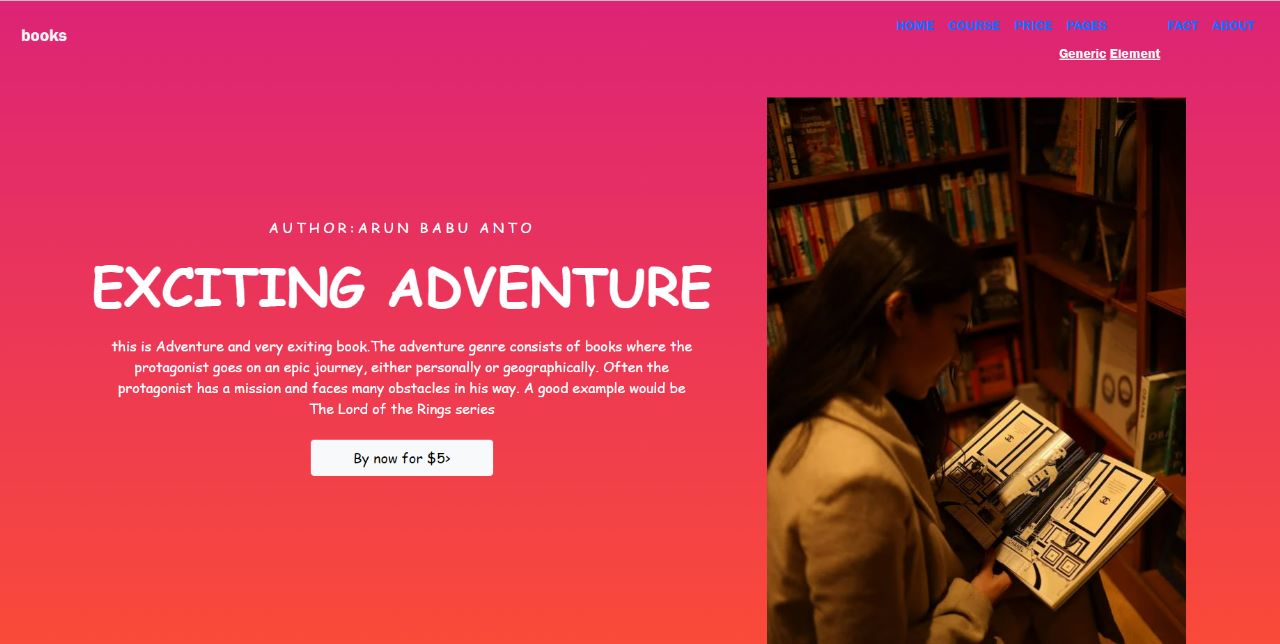 books
HOME COURSE PRICE PAGES FACT ABOUT
Generic Element
AUTHOR:ARUN BABU ANTO
EXCITING ADVENTURE
this is Adventure and very exiting book.The adventure genre consists of books where the
protagonist goes on an epic journey, either personally or geographically. Often the
protagonist has a mission and faces many obstacles in his way. A good example would be
The Lord of the Rings series
By now for $5>